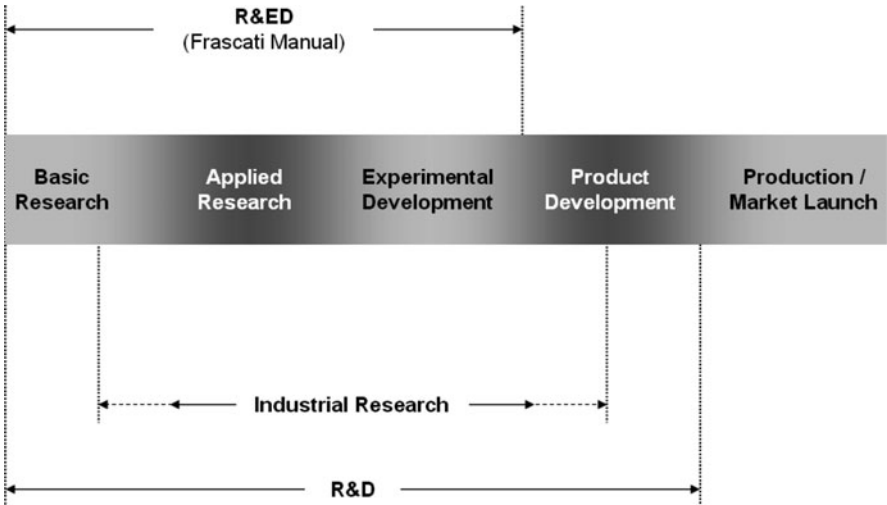 R&ED
(Frascati Manual)
Basic
Research
Applied
Research
Experimental
Development
Product
Development
Production /
Market Launch
Industrial Research
R&D